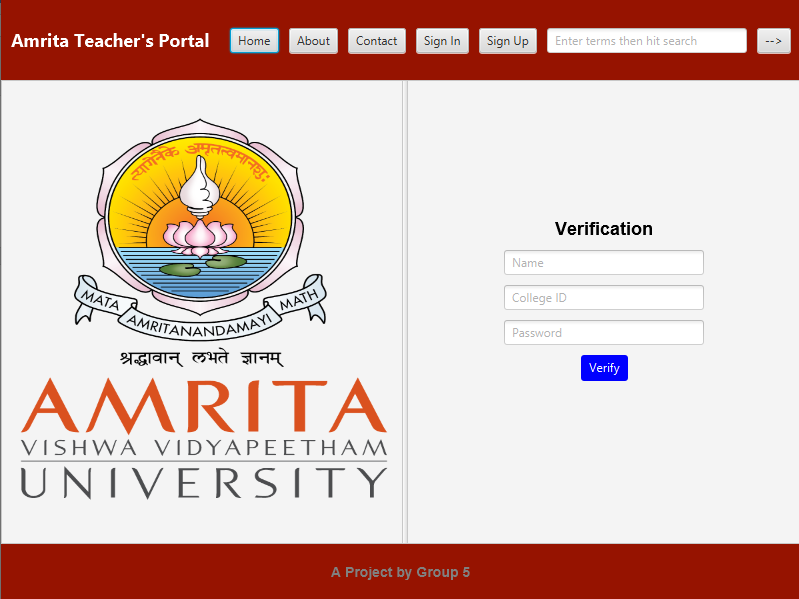 Amrita Teacher's Portal Home About Contact Sign In Sign Up Enter terms then hit search -->
त्यागेनैके अमृतत्वमानशुः
MATA AMRITANANDAMAYI MATH
श्रद्धावान् लभते ज्ञानम्
AMRITA
VISHWA VIDYAPEETHAM
UNIVERSITY
Verification
Name
College ID
Password
Verify
A Project by Group 5